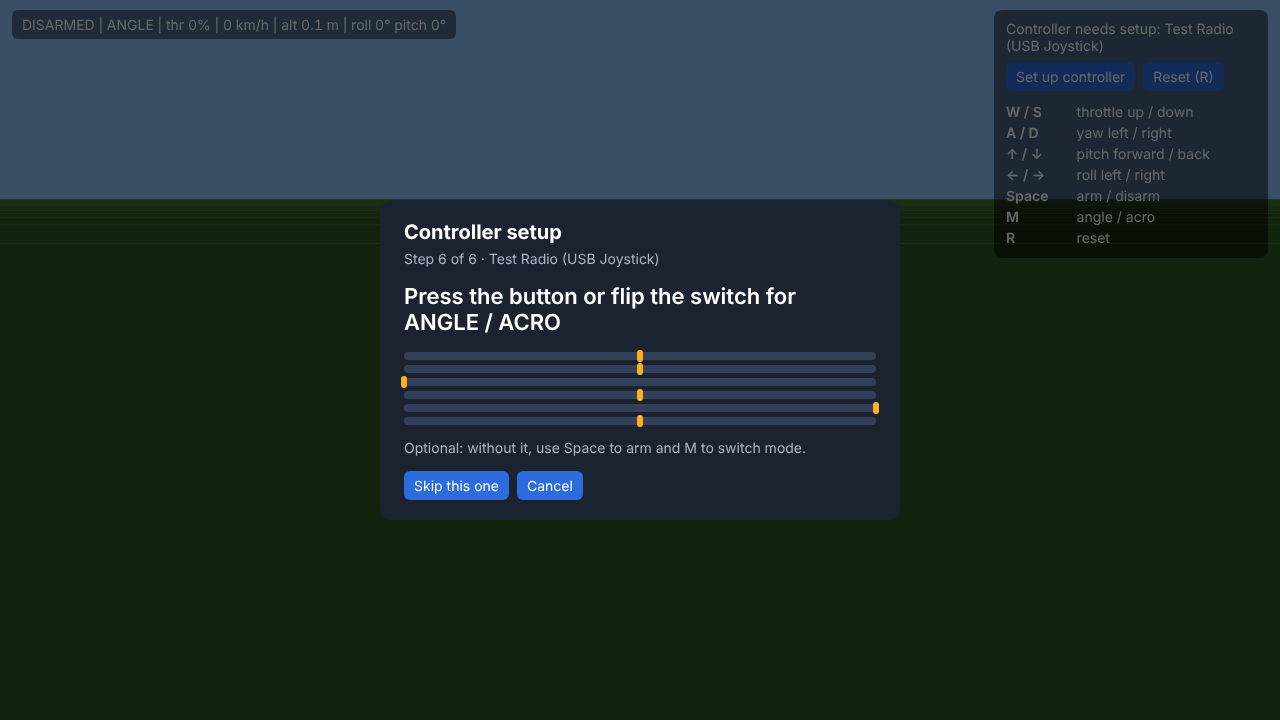 DISARMED | ANGLE | thr 0% | 0 km/h | alt 0.1 m | roll 0° pitch 0°
Controller needs setup: Test Radio
(USB Joystick)
Set up controller
Reset (R)
W / S throttle up / down
A / D yaw left / right
↑ / ↓ pitch forward / back
← / → roll left / right
Space arm / disarm
M angle / acro
R reset
Controller setup
Step 6 of 6 · Test Radio (USB Joystick)
Press the button or flip the switch for
ANGLE / ACRO
Optional: without it, use Space to arm and M to switch mode.
Skip this one
Cancel